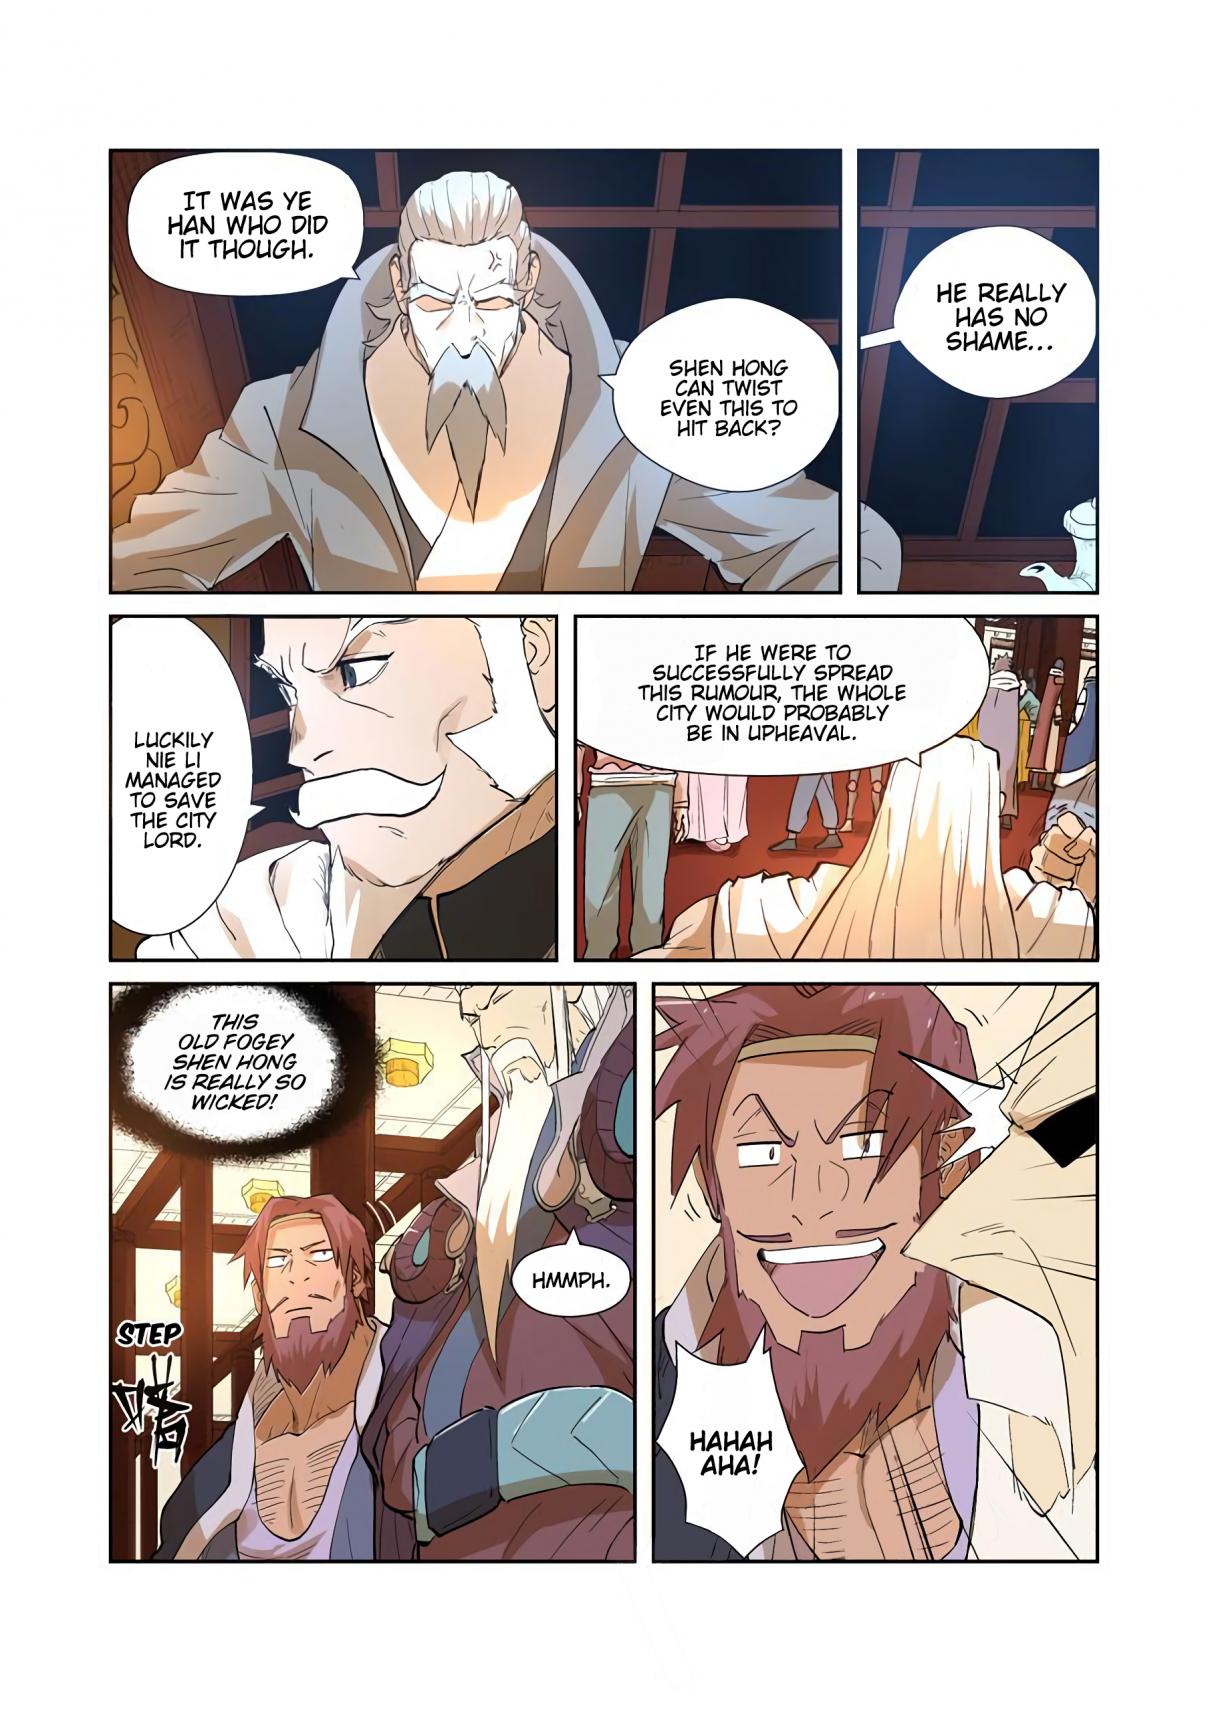 IT WAS YE
HAN WHO DID
IT THOUGH.
SHEN HONG
CAN TWIST
EVEN THIS TO
HIT BACK?
HE REALLY
HAS NO
SHAME...
LUCKILY
NIE LI
MANAGED
TO SAVE
THE CITY
LORD.
IF HE WERE TO
SUCCESSFULLY SPREAD
THIS RUMOUR, THE WHOLE
CITY WOULD PROBABLY
BE IN UPHEAVAL.
THIS
OLD FOGEY
SHEN HONG
IS REALLY SO
WICKED!
HMMPH.
STEP
HAHAH
AHA!